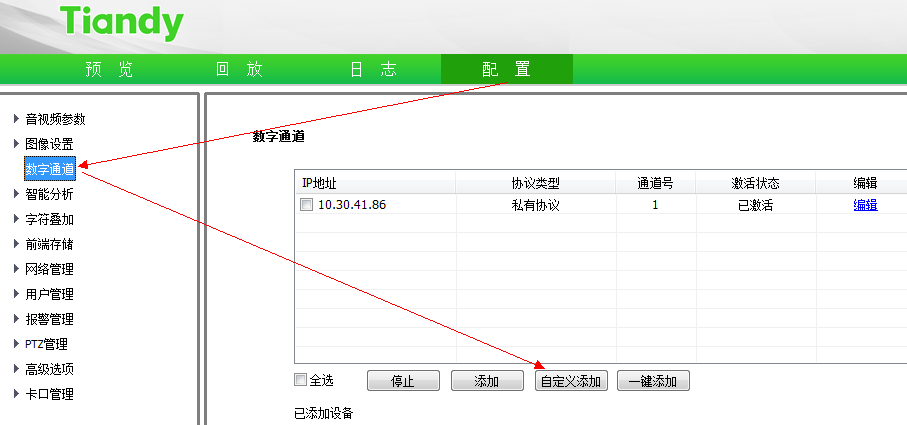 Tiandy
预 览 回 放 日 志 配 置
音视频参数
图像设置
数字通道
智能分析
字符叠加
前端存储
网络管理
用户管理
报警管理
PTZ管理
高级选项
卡口管理
数字通道
IP地址 协议类型 通道号 激活状态 编辑
10.30.41.86 私有协议 1 已激活 编辑
全选 停止 添加 自定义添加 一键添加
已添加设备